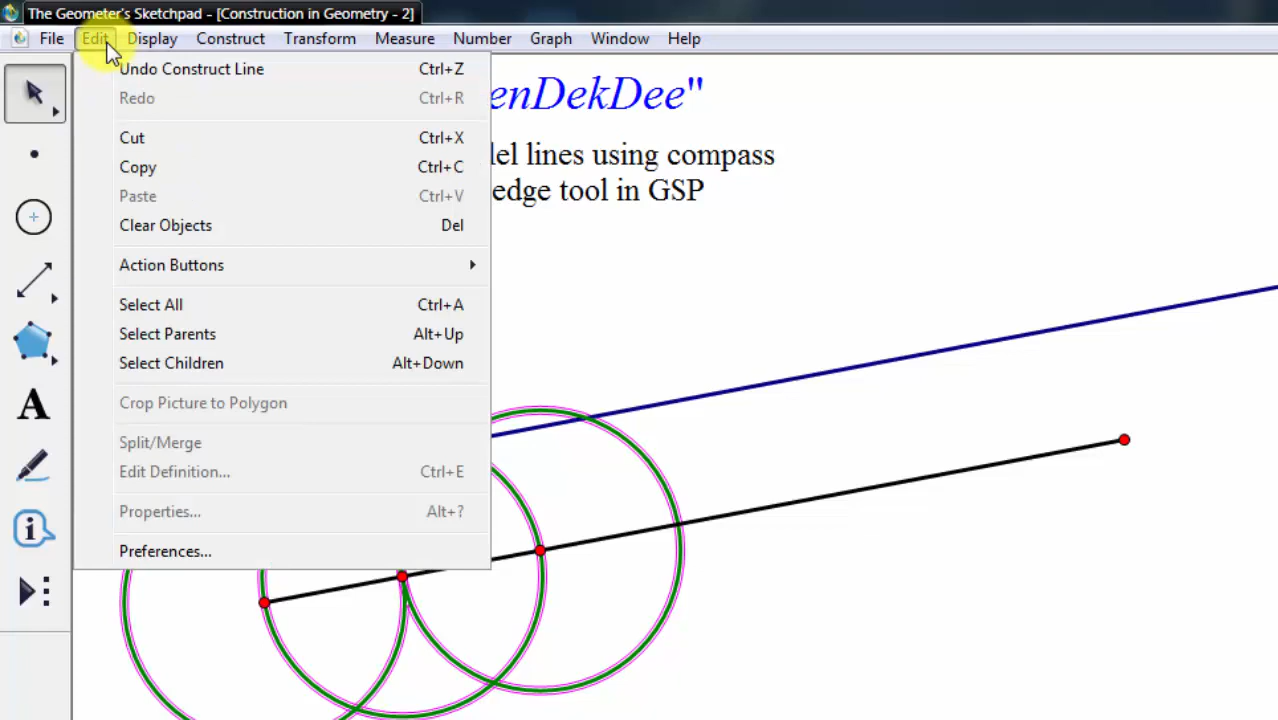 The Geometer's Sketchpad - [Construction in Geometry - 2]
File Edit Display Construct Transform Measure Number Graph Window Help
Undo Construct Line Ctrl+Z
Redo Ctrl+R
Cut Ctrl+X
Copy Ctrl+C
Paste Ctrl+V
Clear Objects Del
Action Buttons
Select All Ctrl+A
Select Parents Alt+Up
Select Children Alt+Down
Crop Picture to Polygon
Split/Merge
Edit Definition... Ctrl+E
Properties... Alt+?
Preferences...
enDekDee"
lel lines using compass
edge tool in GSP
A
i